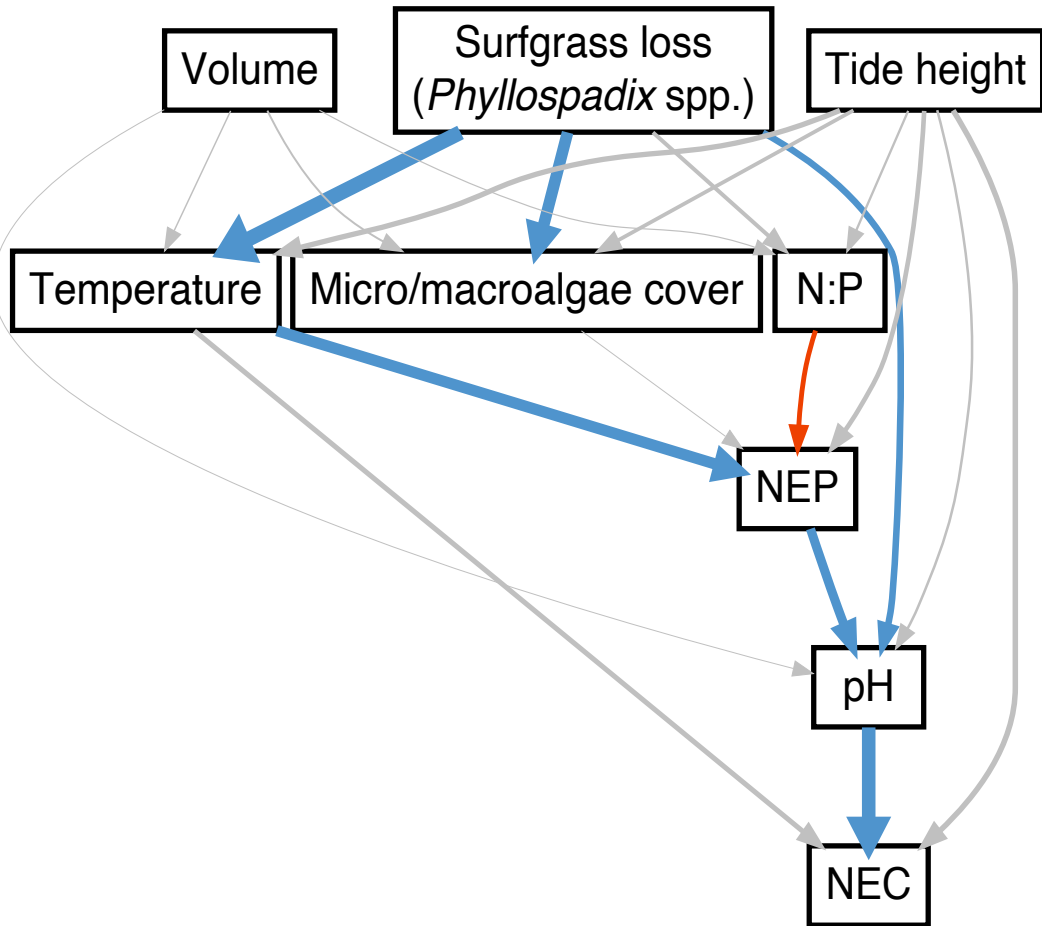 Volume
Surfgrass loss
(Phyllospadix spp.)
Tide height
Temperature
Micro/macroalgae cover
N:P
NEP
pH
NEC